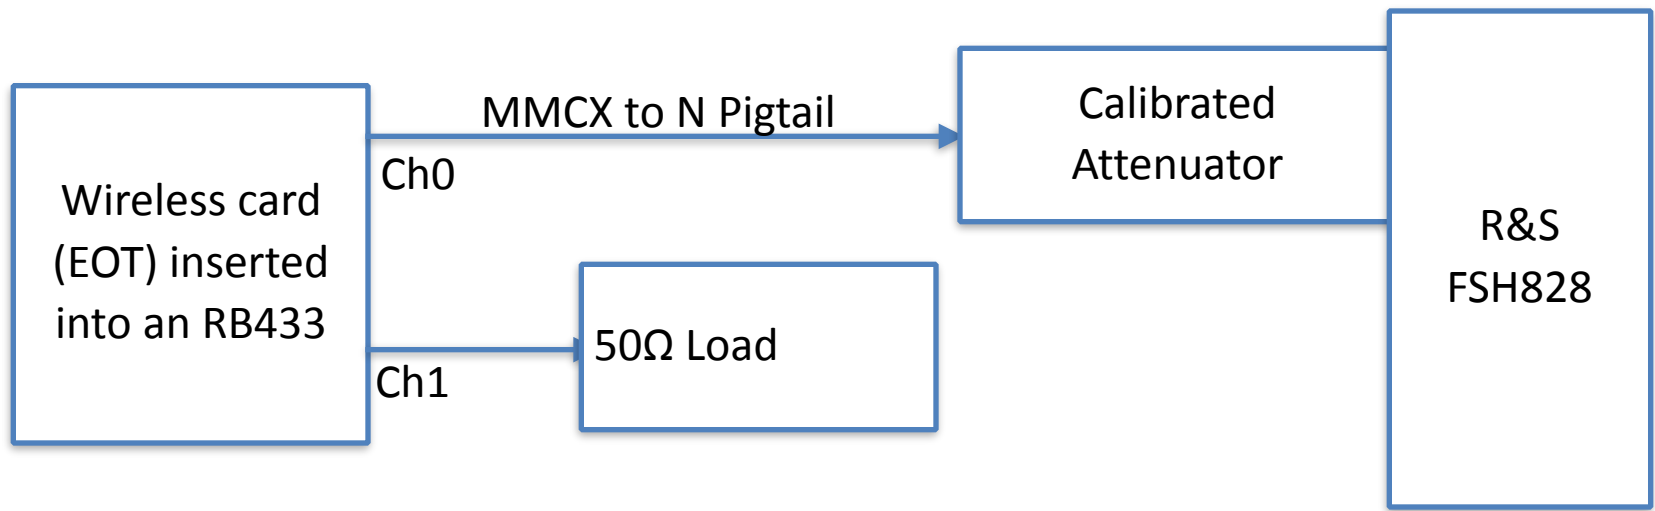 Wireless card
(EOT) inserted
into an RB433
MMCX to N Pigtail
Ch0
Ch1
50Ω Load
Calibrated
Attenuator
R&S
FSH828